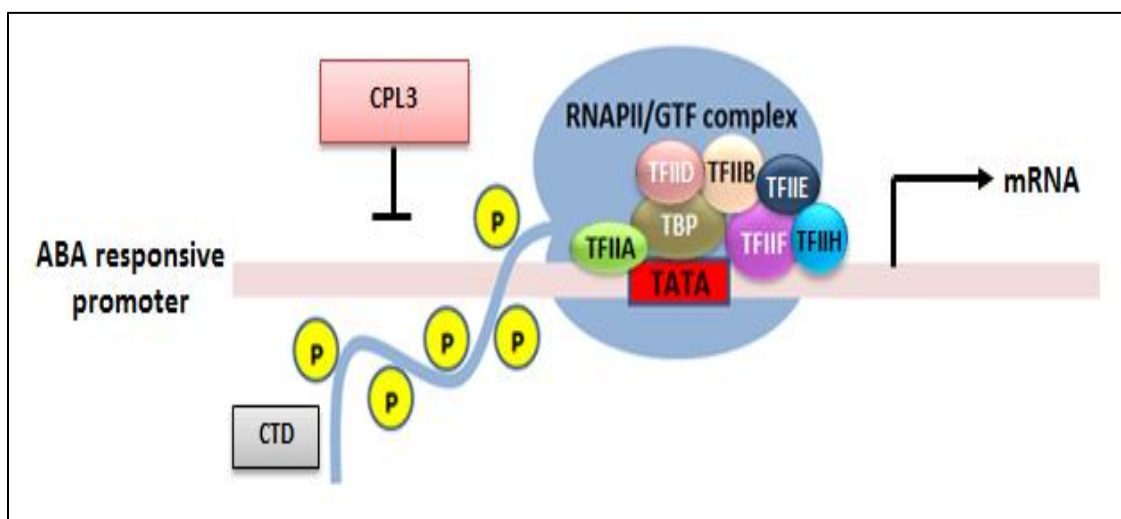 CPL3
RNAPII/GTF complex
TFIID
TFIIB
TFIIE
TBP
TFIIA
TFIIF
TFIIH
TATA
mRNA
ABA responsive
promoter
P
P
P
P
P
CTD